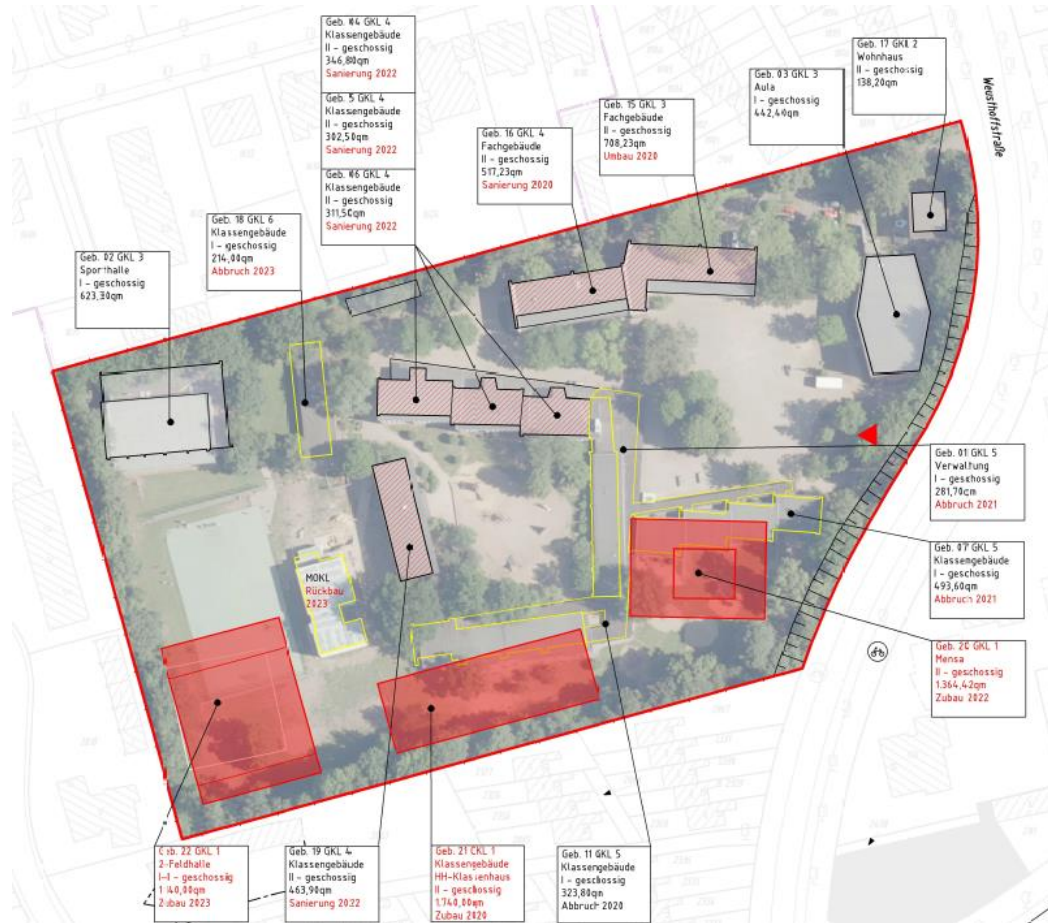 Geb. 04 GKL 4
Klassengebäude
II - geschossig
346,80qm
Sanierung 2022
Geb. 5 GKL 4
Klassengebäude
II - geschossig
302,50qm
Sanierung 2022
Geb. 06 GKL 4
Klassengebäude
II - geschossig
311,50qm
Sanierung 2022
Geb. 17 GKL 2
Wohnhaus
II - geschossig
138,20qm
Weusthoffstraße
Geb. 03 GKL 3
Aula
I - geschossig
442,40qm
Geb. 15 GKL 3
Fachgebäude
II - geschossig
708,23qm
Umbau 2020
Geb. 16 GKL 4
Fachgebäude
II - geschossig
517,23qm
Sanierung 2020
Geb. 18 GKL 6
Klassengebäude
I - geschossig
214,00qm
Abbruch 2023
Geb. 02 GKL 3
Sporthalle
I - geschossig
623,30qm
Geb. 01 GKL 5
Verwaltung
I - geschossig
281,70qm
Abbruch 2021
Geb. 07 GKL 5
Klassengebäude
I - geschossig
493,60qm
Abbruch 2021
MOKL
Rückbau
2023
Geb. 20 GKL 1
Mensa
II - geschossig
1.364,42qm
Zubau 2022
Geb. 22 GKL 1
2-Feldhalle
I-I - geschossig
40,00qm
Zubau 2023
Geb. 19 GKL 4
Klassengebäude
II - geschossig
463,90qm
Sanierung 2022
Geb. 21 GKL 1
Klassengebäude
HH-Klassenhaus
II - geschossig
1.740,00qm
Zubau 2020
Geb. 11 GKL 5
Klassengebäude
I - geschossig
323,80qm
Abbruch 2020